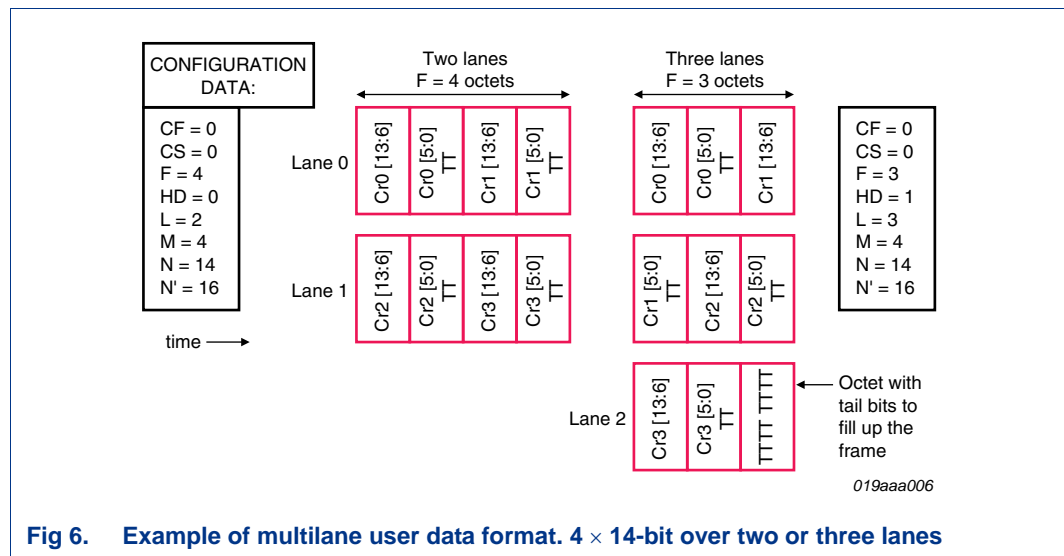 CONFIGURATION
DATA:
CF = 0
CS = 0
F = 4
HD = 0
L = 2
M = 4
N = 14
N' = 16
time
Two lanes
F = 4 octets
Three lanes
F = 3 octets
Lane 0
Cr0 [13:6]
Cr0 [5:0]
TT
Cr1 [13:6]
Cr1 [5:0]
TT
Cr0 [13:6]
Cr0 [5:0]
TT
Cr1 [13:6]
Lane 1
Cr2 [13:6]
Cr2 [5:0]
TT
Cr3 [13:6]
Cr3 [5:0]
TT
Cr1 [5:0]
TT
Cr2 [13:6]
Cr2 [5:0]
TT
Lane 2
Cr3 [13:6]
Cr3 [5:0]
TT
TTTT TTTT
CF = 0
CS = 0
F = 3
HD = 1
L = 3
M = 4
N = 14
N' = 16
Octet with
tail bits to
fill up the
frame
019aaa006
Fig 6. Example of multilane user data format. 4 × 14-bit over two or three lanes